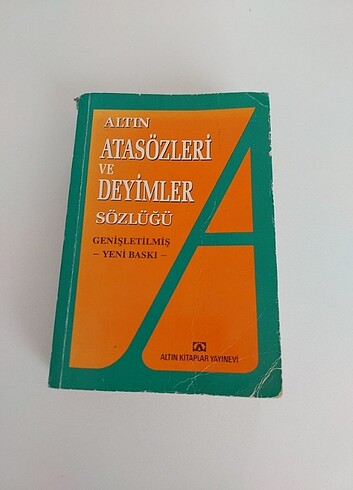 ALTIN
ATASÖZLERİ
VE
DEYİMLER
SÖZLÜĞÜ
GENİŞLETİLMİŞ
– YENİ BASKI –
ALTIN KİTAPLAR YAYINEVİ